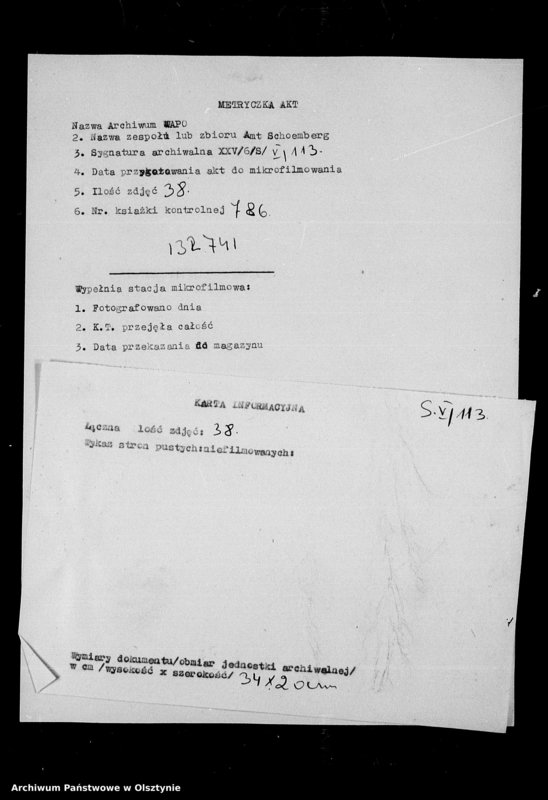 METRYCZKA AKT
Nazwa Archiwum WAPO
2. Nazwa zespołu lub zbioru Amt Schoemberg
3. Sygnatura archiwalna XXV/6/S/ VI/113.
4. Data przygotowania akt do mikrofilmowania
5. Ilość zdjęć 38.
6. Nr. książki kontrolnej 786
132741
Wypełnia stacja mikrofilmowa:
1. Fotografowano dnia
2. K.T. przejęła całość
3. Data przekazania do magazynu
KARTA INFORMACYJNA
S.VI/113
Łączna ilość zdjęć: 38.
Wykaz stron pustych:niefilmowanych:
Wymiary dokumentu/obmiar jednostki archiwalnej/
w cm /wysokość x szerokość/ 34x20cm
Archiwum Państwowe w Olsztynie